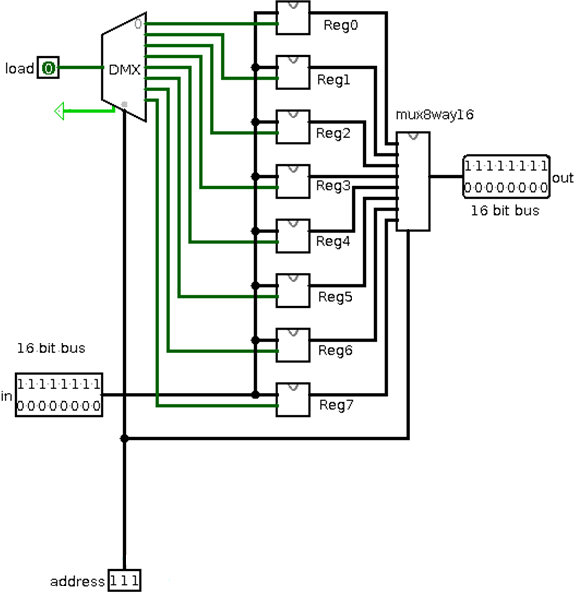 0
Reg0
load 0
DMX
Reg1
mux8way16
Reg2
1 1 1 1 1 1 1 1
0 0 0 0 0 0 0 0
out
Reg3
16 bit bus
Reg4
Reg5
16 bit bus
Reg6
in
1 1 1 1 1 1 1 1
0 0 0 0 0 0 0 0
Reg7
address 1 1 1